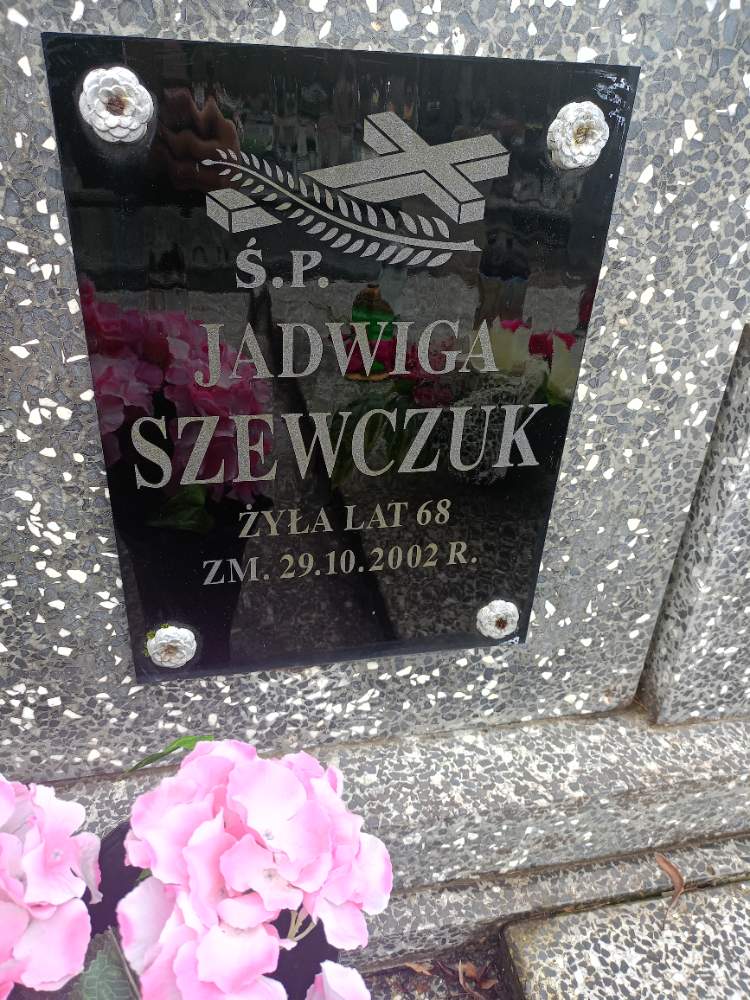 Ś.P.
JADWIGA
SZEWCZUK
ŻYŁA LAT 68
ZM. 29.10.2002 R.